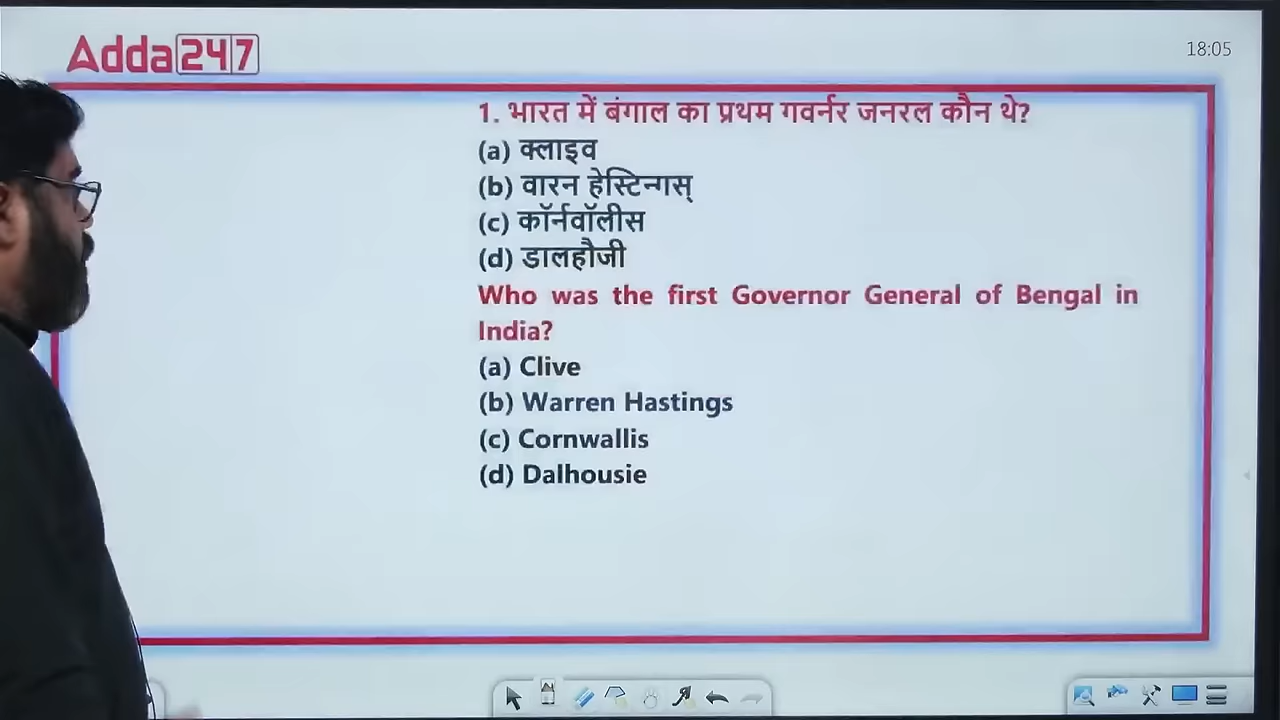 Adda247
18:05
1. भारत में बंगाल का प्रथम गवर्नर जनरल कौन थे?
(a) क्लाइव
(b) वारन हेस्टिन्गस्
(c) कॉर्नवॉलीस
(d) डालहौजी
Who was the first Governor General of Bengal in
India?
(a) Clive
(b) Warren Hastings
(c) Cornwallis
(d) Dalhousie